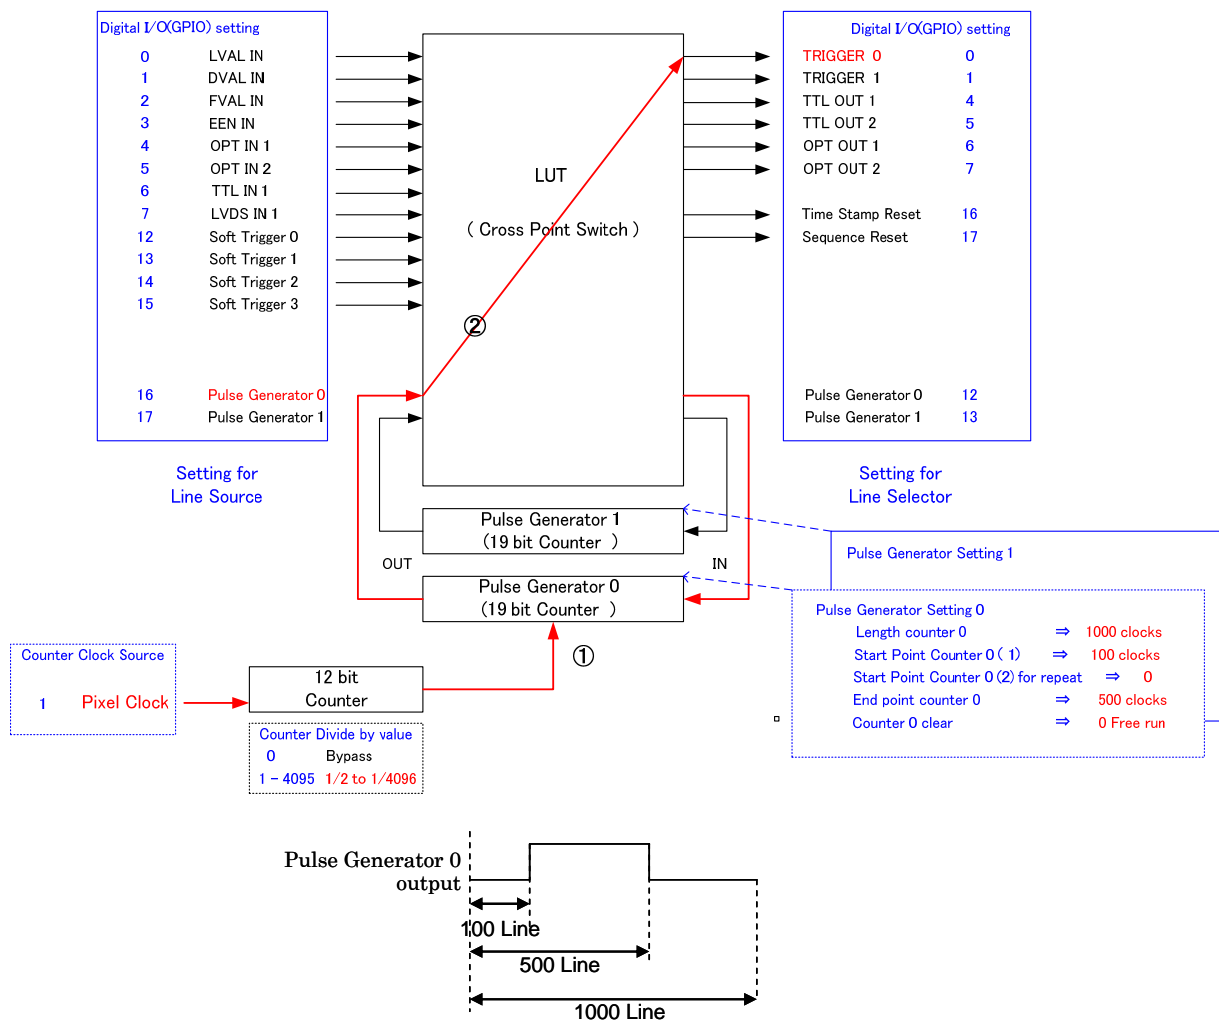 Digital I/O(GPIO) setting
0 LVAL IN
1 DVAL IN
2 FVAL IN
3 EEN IN
4 OPT IN 1
5 OPT IN 2
6 TTL IN 1
7 LVDS IN 1
12 Soft Trigger 0
13 Soft Trigger 1
14 Soft Trigger 2
15 Soft Trigger 3
16 Pulse Generator 0
17 Pulse Generator 1
Setting for
Line Source
LUT
( Cross Point Switch )
②
Digital I/O(GPIO) setting
TRIGGER 0 0
TRIGGER 1 1
TTL OUT 1 4
TTL OUT 2 5
OPT OUT 1 6
OPT OUT 2 7
Time Stamp Reset 16
Sequence Reset 17
Pulse Generator 0 12
Pulse Generator 1 13
Setting for
Line Selector
Pulse Generator 1
(19 bit Counter )
OUT
IN
Pulse Generator 0
(19 bit Counter )
①
Pulse Generator Setting 1
Pulse Generator Setting 0
Length counter 0 ⇒ 1000 clocks
Start Point Counter 0 ( 1) ⇒ 100 clocks
Start Point Counter 0 (2) for repeat ⇒ 0
End point counter 0 ⇒ 500 clocks
Counter 0 clear ⇒ 0 Free run
Counter Clock Source
1 Pixel Clock
12 bit
Counter
Counter Divide by value
0 Bypass
1 - 4095 1/2 to 1/4096
Pulse Generator 0
output
100 Line
500 Line
1000 Line